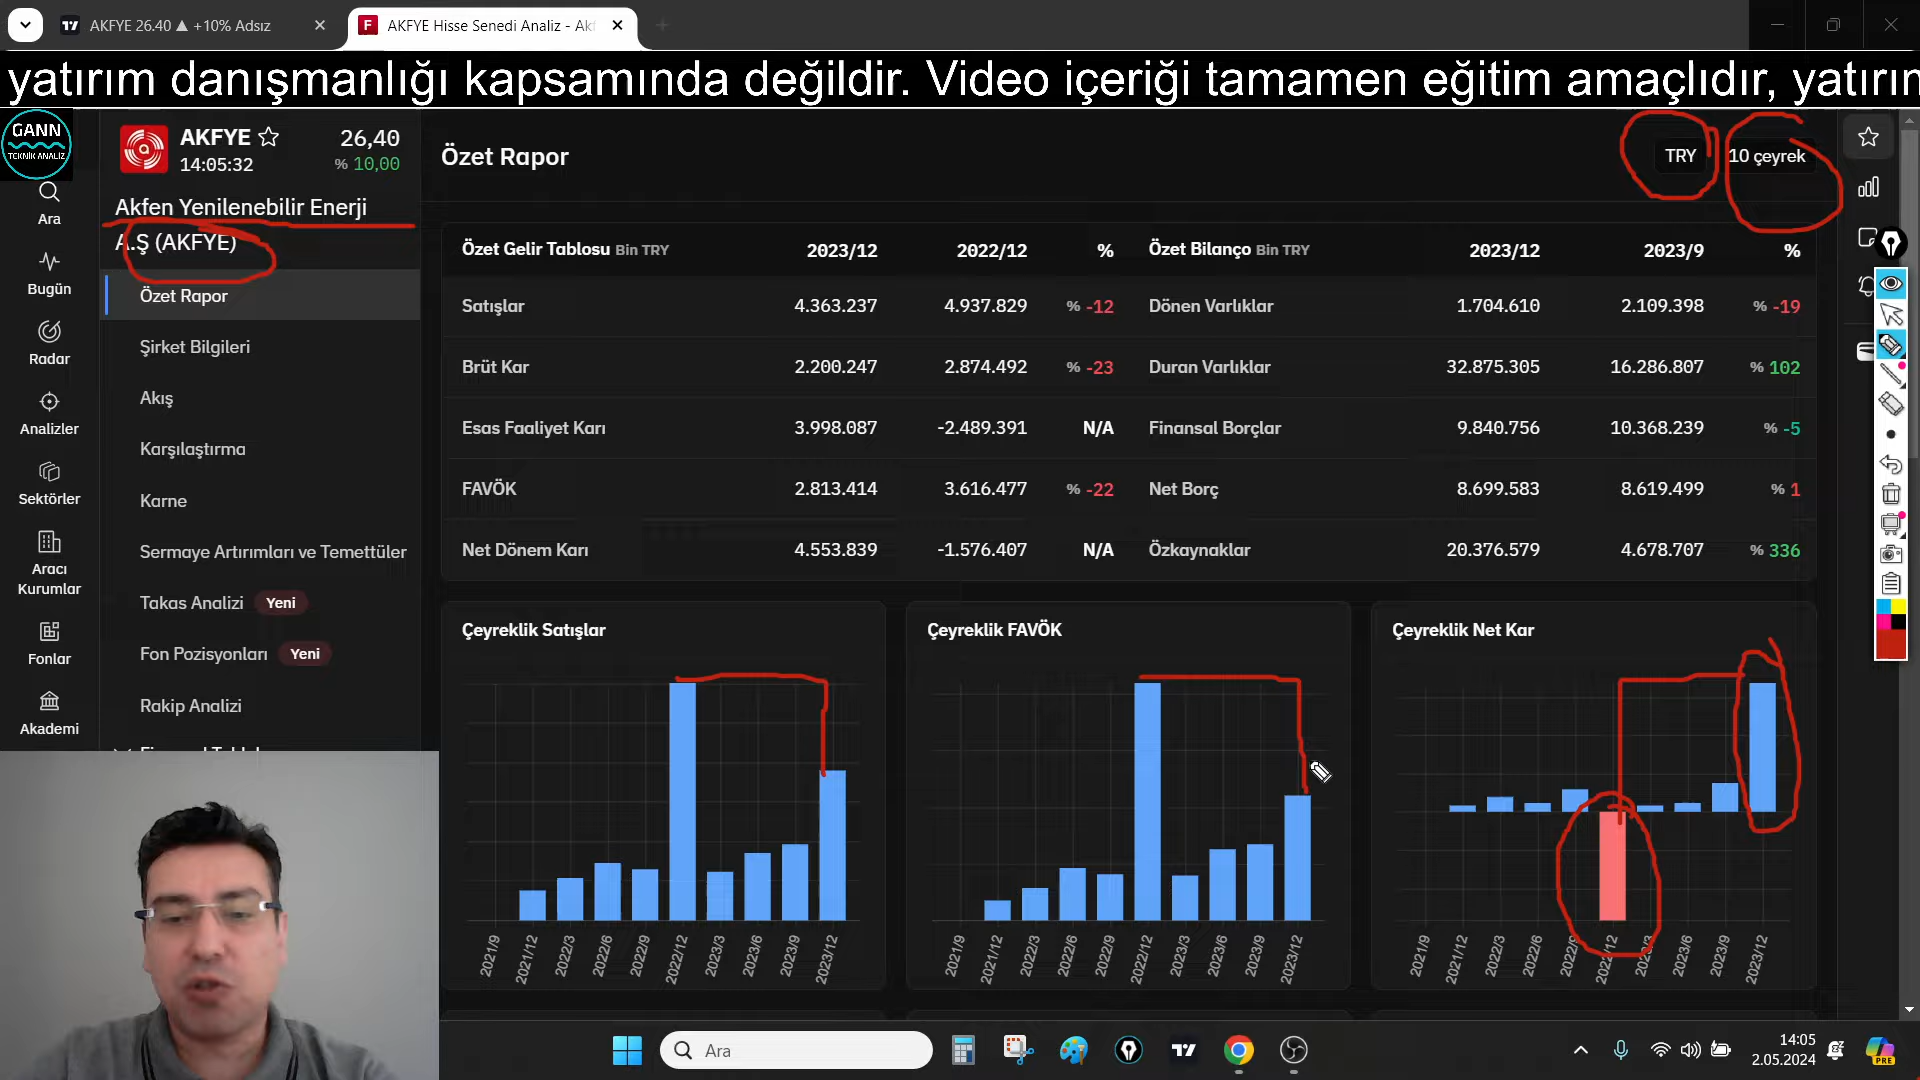 AKFYE 26.40 ▲ +10% Adsız
F AKFYE Hisse Senedi Analiz - Akf
yatırım danışmanlığı kapsamında değildir. Video içeriği tamamen eğitim amaçlıdır, yatırım
GANN
TEKNİK ANALİZ
Ara
Bugün
Radar
Analizler
Sektörler
Aracı
Kurumlar
Fonlar
Akademi
AKFYE 26,40
14:05:32 % 10,00
Akfen Yenilenebilir Enerji
A.Ş (AKFYE)
Özet Rapor
Şirket Bilgileri
Akış
Karşılaştırma
Karne
Sermaye Artırımları ve Temettüler
Takas Analizi Yeni
Fon Pozisyonları Yeni
Rakip Analizi
Özet Rapor TRY 10 çeyrek
Özet Gelir Tablosu Bin TRY 2023/12 2022/12 % Özet Bilanço Bin TRY 2023/12 2023/9 %
Satışlar 4.363.237 4.937.829 % -12 Dönen Varlıklar 1.704.610 2.109.398 % -19
Brüt Kar 2.200.247 2.874.492 % -23 Duran Varlıklar 32.875.305 16.286.807 % 102
Esas Faaliyet Karı 3.998.087 -2.489.391 N/A Finansal Borçlar 9.840.756 10.368.239 % -5
FAVÖK 2.813.414 3.616.477 % -22 Net Borç 8.699.583 8.619.499 % 1
Net Dönem Karı 4.553.839 -1.576.407 N/A Özkaynaklar 20.376.579 4.678.707 % 336
Çeyreklik Satışlar
2021/9 2021/12 2022/3 2022/6 2022/9 2022/12 2023/3 2023/6 2023/9 2023/12
Çeyreklik FAVÖK
2021/9 2021/12 2022/3 2022/6 2022/9 2022/12 2023/3 2023/6 2023/9 2023/12
Çeyreklik Net Kar
2021/9 2021/12 2022/3 2022/6 2022/9 2022/12 2023/3 2023/6 2023/9 2023/12
Ara
14:05
2.05.2024
PRE